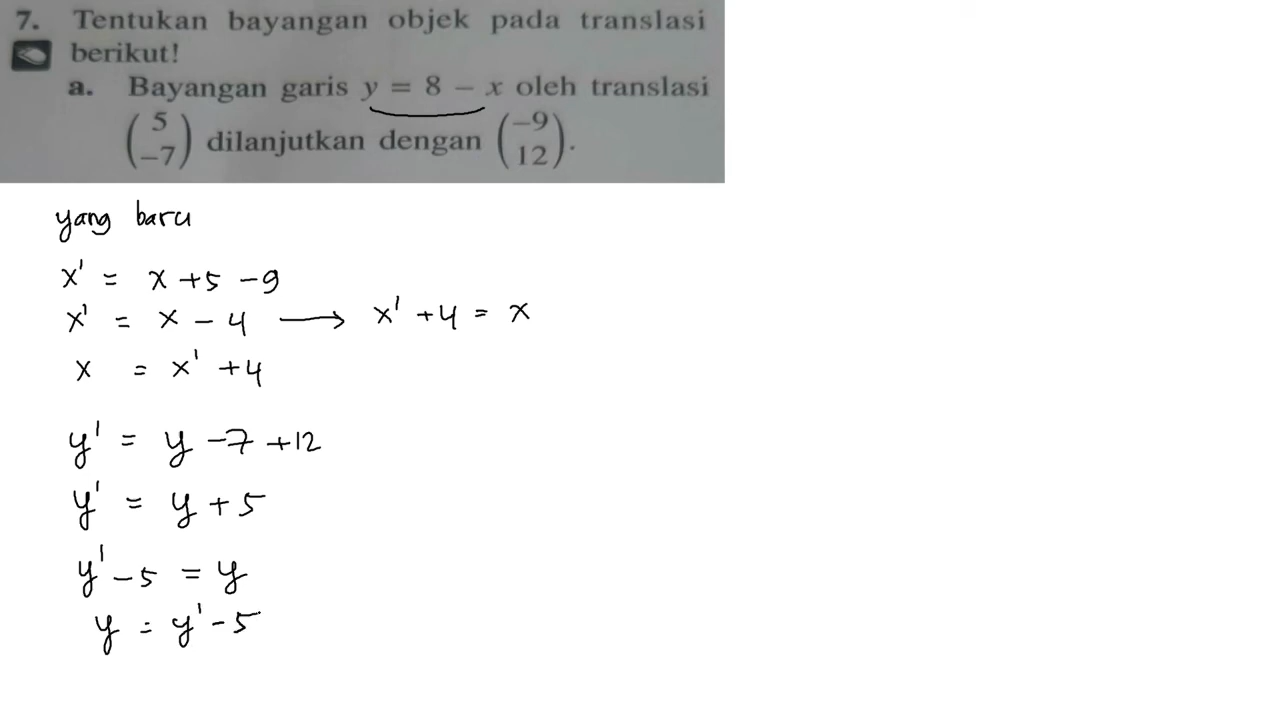 7. Tentukan bayangan objek pada translasi
berikut!
a. Bayangan garis y = 8 − x oleh translasi
(5 −7) dilanjutkan dengan (−9 12).
yang baru
x' = x +5 −9
x' = x − 4 ⟶ x' +4 = x
x = x' +4
y' = y −7 +12
y' = y + 5
y' −5 = y
y = y' −5